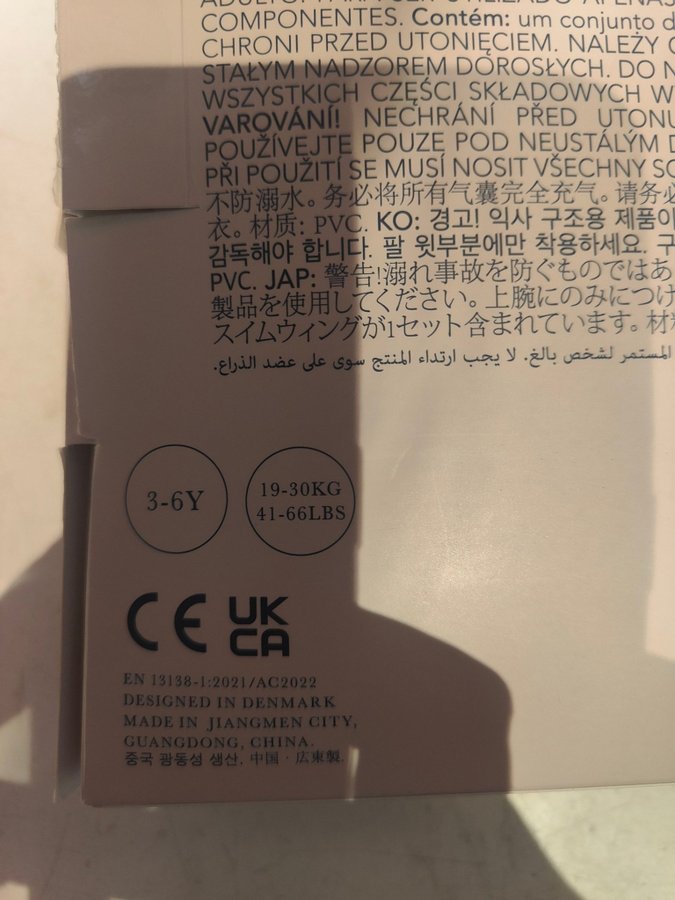 ADULTO. PARA SER UTILIZADO APENAS
COMPONENTES. Contém: um conjunto d
CHRONI PRZED UTONIĘCIEM. NALEŻY
STAŁYM NADZOREM DOROSŁYCH. DO N
WSZYSTKICH CZĘŚCI SKŁADOWYCH W
VAROVÁNÍ! NECHRÁNÍ PŘED UTONU
POUŽÍVEJTE POUZE POD NEUSTÁLÝM D
PŘI POUŽITÍ SE MUSÍ NOSIT VŠECHNY SO
不防溺水。务必将所有气囊完全充气。请务必
衣。材质: PVC. KO: 경고! 익사 구조용 제품이
감독해야 합니다. 팔 윗부분에만 착용하세요. 구
PVC. JAP: 警告!溺れ事故を防ぐものではあ
製品を使用してください。上腕にのみにつけ
スイムウィングが1セット含まれています。材料
المستمر لشخص بالغ. لا يجب ارتداء المنتج سوى على عضد الذراع.
3-6Y
19-30KG
41-66LBS
CE UK
CA
EN 13138-1:2021/AC2022
DESIGNED IN DENMARK
MADE IN JIANGMEN CITY,
GUANGDONG, CHINA.
중국 광동성 생산. 中国・広東製.